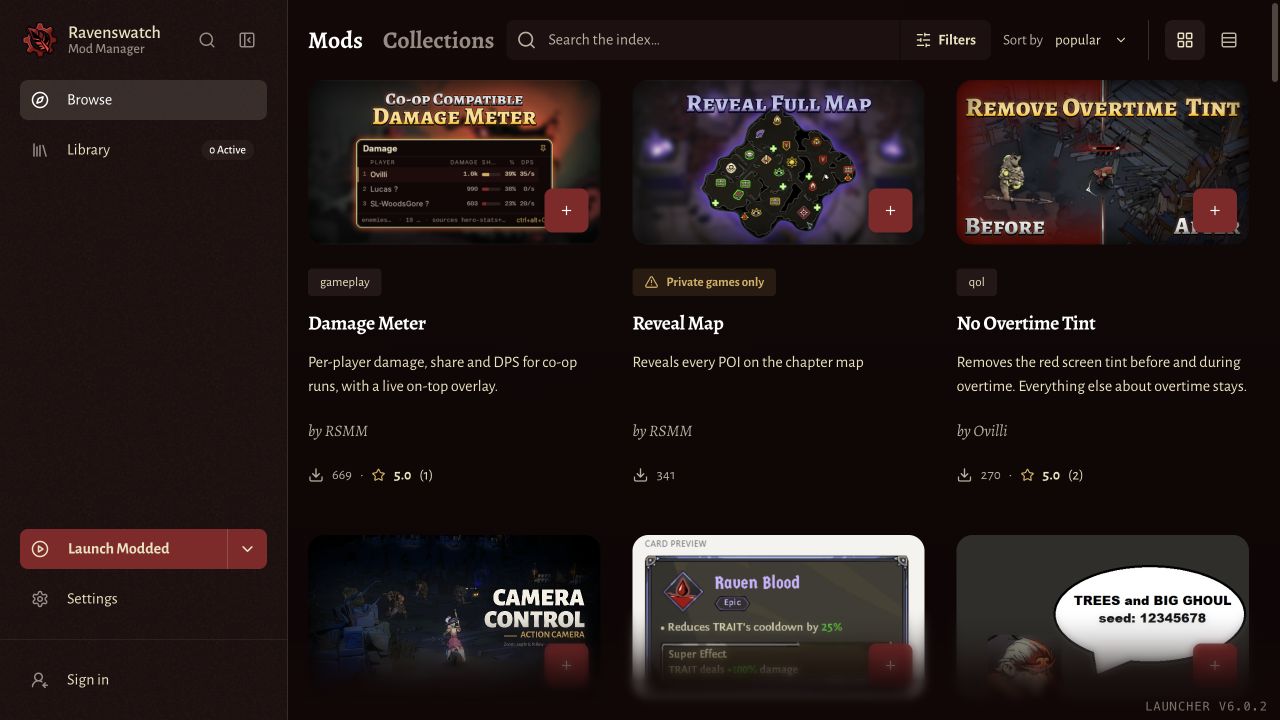 Ravenswatch
Mod Manager
Browse
Library
0 Active
Launch Modded
Settings
Sign in
Mods
Collections
Search the index...
Filters
Sort by
popular
Co-op Compatible
Damage Meter
Damage
PLAYER DAMAGE SH... % DPS
1 Ovilli 1.0k 39% 35/s
2 Lucas ? 990 38% 0/s
3 SL-WoodsGore ? 603 23% 20/s
enemies... · 18 ... · sources hero-stats+...
+
gameplay
Damage Meter
Per-player damage, share and DPS for co-op
runs, with a live on-top overlay.
by RSMM
669 · 5.0 (1)
Reveal Full Map
+
Private games only
Reveal Map
Reveals every POI on the chapter map
by RSMM
341
Remove Overtime Tint
Before
+
qol
No Overtime Tint
Removes the red screen tint before and during
overtime. Everything else about overtime stays.
by Ovilli
270 · 5.0 (2)
CAMERA
CONTROL
ACTION CAMERA
+
CARD PREVIEW
Raven Blood
Epic
• Reduces TRAIT's cooldown by 25%
Super Effect
TRAIT deals +100% damage
+
TREES and BIG GHOUL
seed: 12345678
+
LAUNCHER V6.0.2